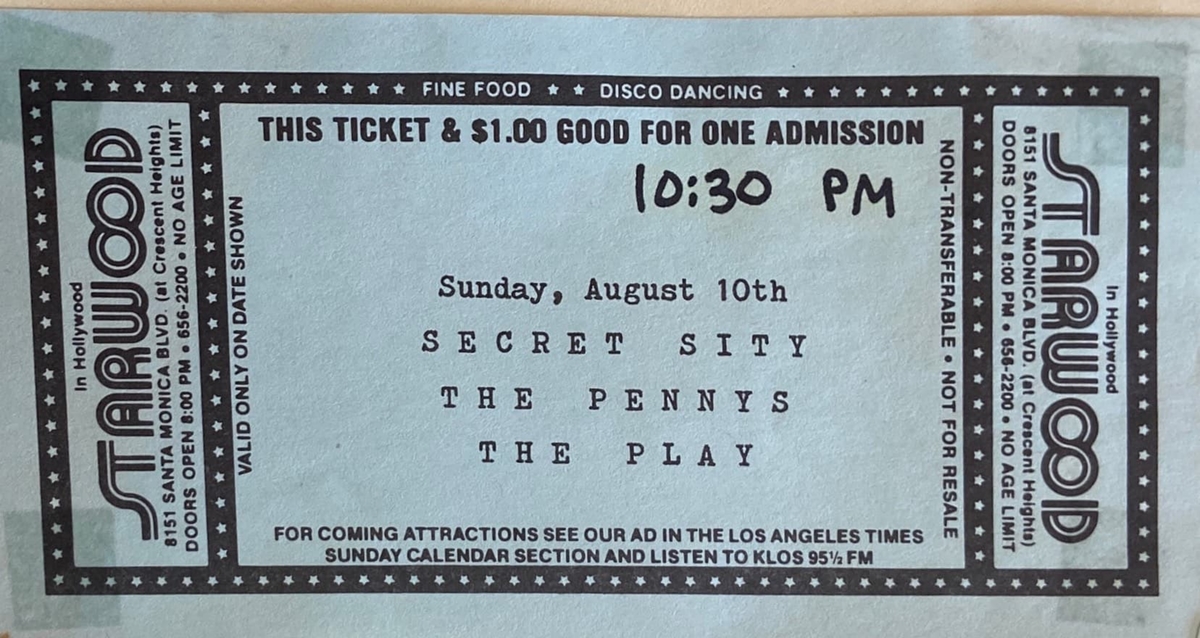 FINE FOOD ★ ★ DISCO DANCING
In Hollywood
STARWOOD
8151 SANTA MONICA BLVD. (at Crescent Heights)
DOORS OPEN 8:00 PM • 656-2200 • NO AGE LIMIT
VALID ONLY ON DATE SHOWN
THIS TICKET & $1.00 GOOD FOR ONE ADMISSION
10:30 PM
Sunday, August 10th
SECRET SITY
THE PENNYS
THE PLAY
FOR COMING ATTRACTIONS SEE OUR AD IN THE LOS ANGELES TIMES
SUNDAY CALENDAR SECTION AND LISTEN TO KLOS 95½ FM
NON-TRANSFERABLE • NOT FOR RESALE
In Hollywood
STARWOOD
8151 SANTA MONICA BLVD. (at Crescent Heights)
DOORS OPEN 8:00 PM • 656-2200 • NO AGE LIMIT